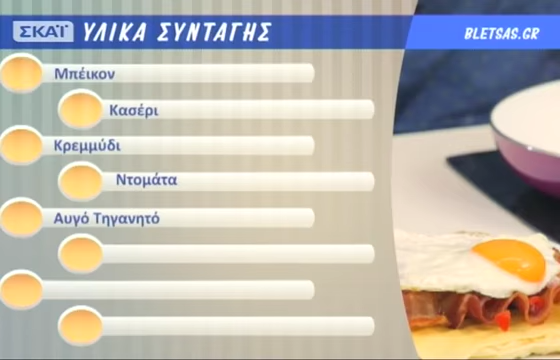 ΣΚΑΪ ΥΛΙΚΑ ΣΥΝΤΑΓΗΣ BLETSAS.GR
Μπέικον
Κασέρι
Κρεμμύδι
Ντομάτα
Αυγό Τηγανητό